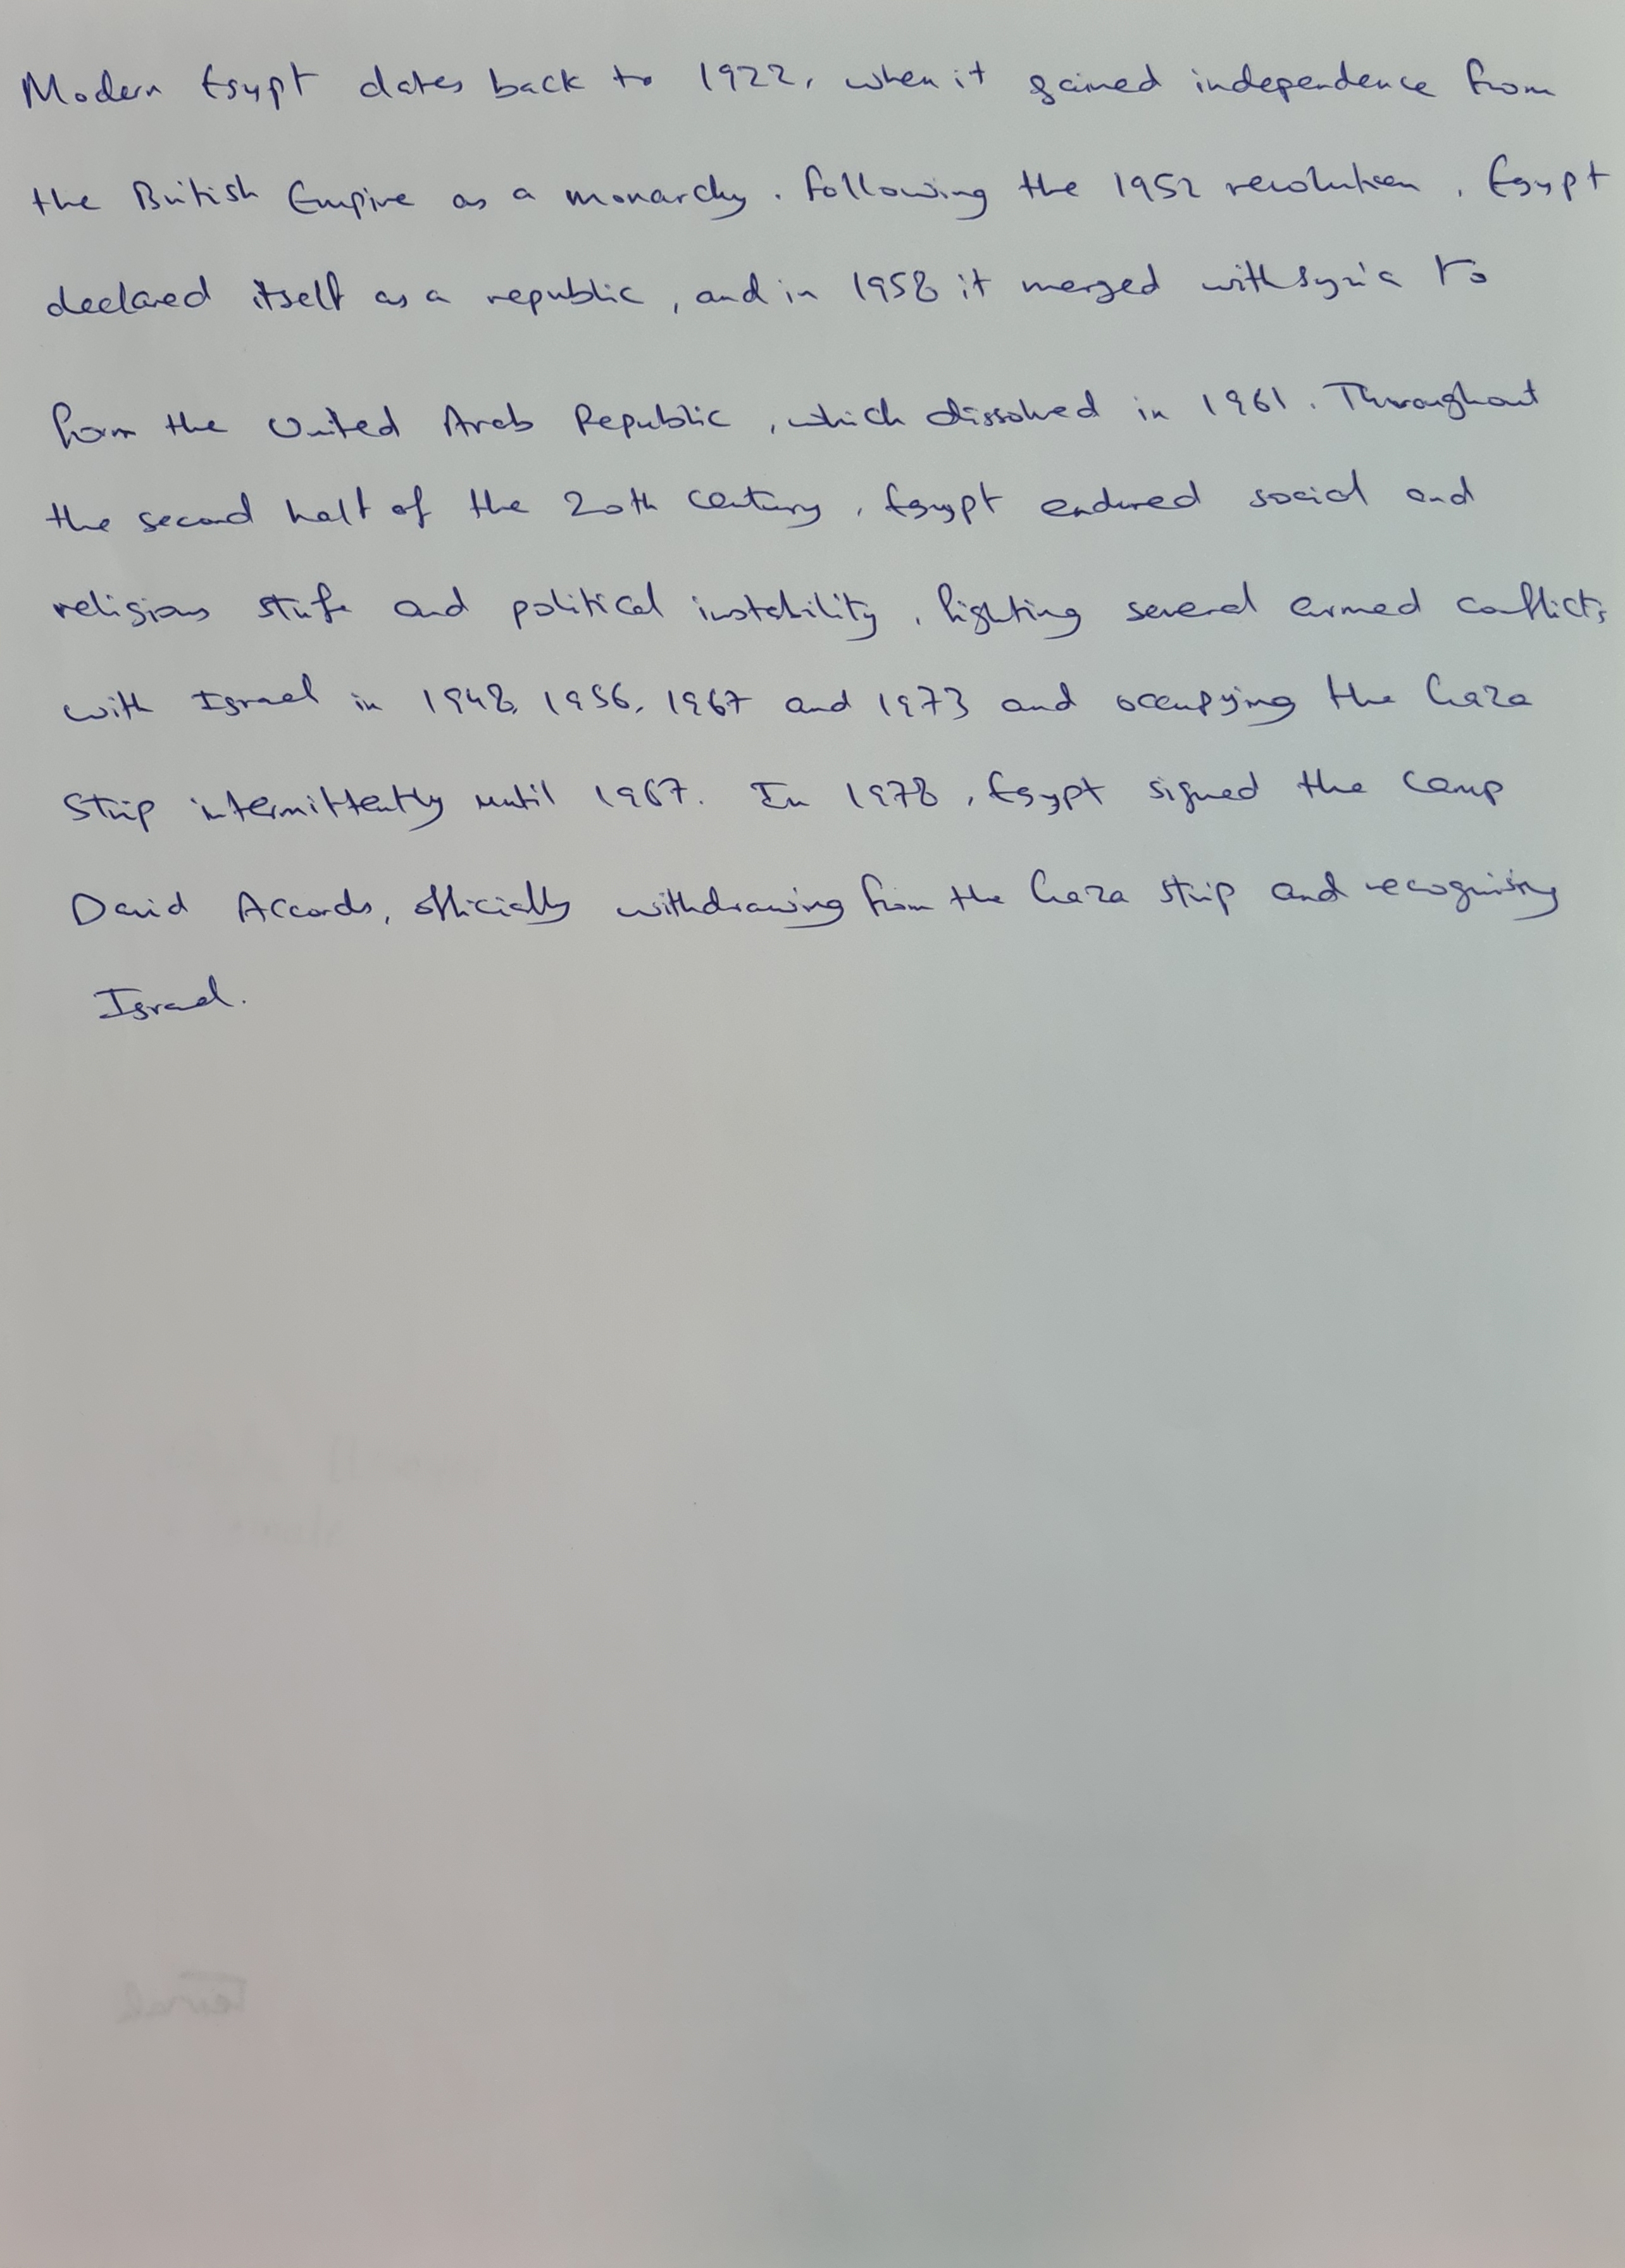 Modern Egypt dates back to 1922, when it gained independence from
the British Empire as a monarchy. Following the 1952 revolution, Egypt
declared itself as a republic, and in 1958 it merged with Syria to
form the United Arab Republic, which dissolved in 1961. Throughout
the second half of the 20th century, Egypt endured social and
religious strife and political instability, fighting several armed conflicts
with Israel in 1948, 1956, 1967 and 1973 and occupying the Gaza
Strip intermittently until 1967. In 1978, Egypt signed the Camp
David Accords, officially withdrawing from the Gaza strip and recognising
Israel.